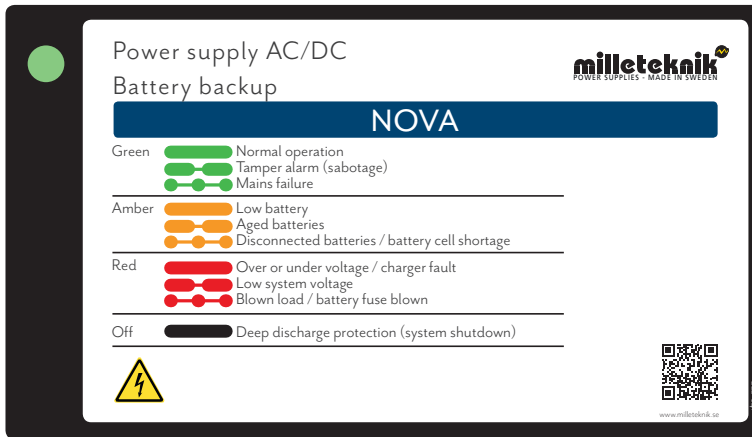 Power supply AC/DC
milleteknik
POWER SUPPLIES - MADE IN SWEDEN
Battery backup
NOVA
Green Normal operation
Tamper alarm (sabotage)
Mains failure
Amber Low battery
Aged batteries
Disconnected batteries / battery cell shortage
Red Over or under voltage / charger fault
Low system voltage
Blown load / battery fuse blown
Off Deep discharge protection (system shutdown)
www.milleteknik.se